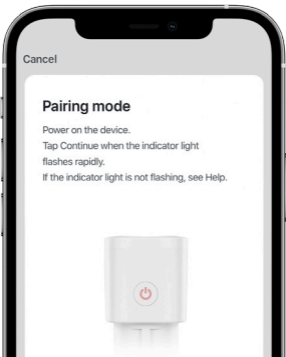 Cancel
Pairing mode
Power on the device.
Tap Continue when the indicator light
flashes rapidly.
If the indicator light is not flashing, see Help.